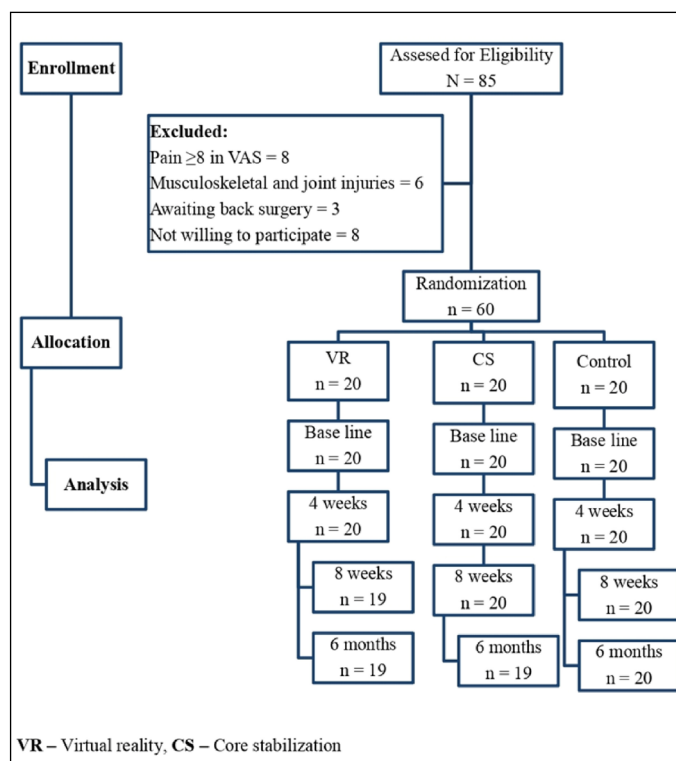 Enrollment
Assesed for Eligibility
N = 85
Excluded:
Pain ≥8 in VAS = 8
Musculoskeletal and joint injuries = 6
Awaiting back surgery = 3
Not willing to participate = 8
Randomization
n = 60
Allocation
VR
n = 20
CS
n = 20
Control
n = 20
Base line
n = 20
Base line
n = 20
Base line
n = 20
Analysis
4 weeks
n = 20
4 weeks
n = 20
4 weeks
n = 20
8 weeks
n = 19
8 weeks
n = 20
8 weeks
n = 20
6 months
n = 19
6 months
n = 19
6 months
n = 20
VR – Virtual reality, CS – Core stabilization